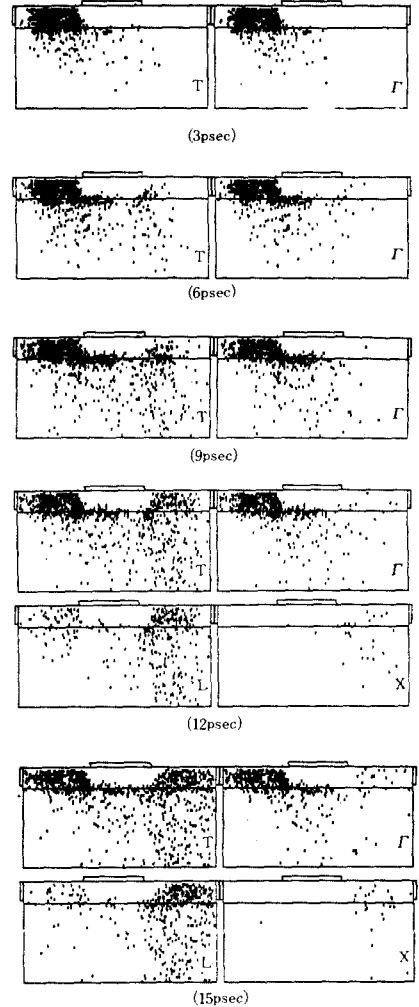 T Γ
(3psec)
T Γ
(6psec)
T Γ
(9psec)
T Γ
L X
(12psec)
T Γ
L X
(15psec)